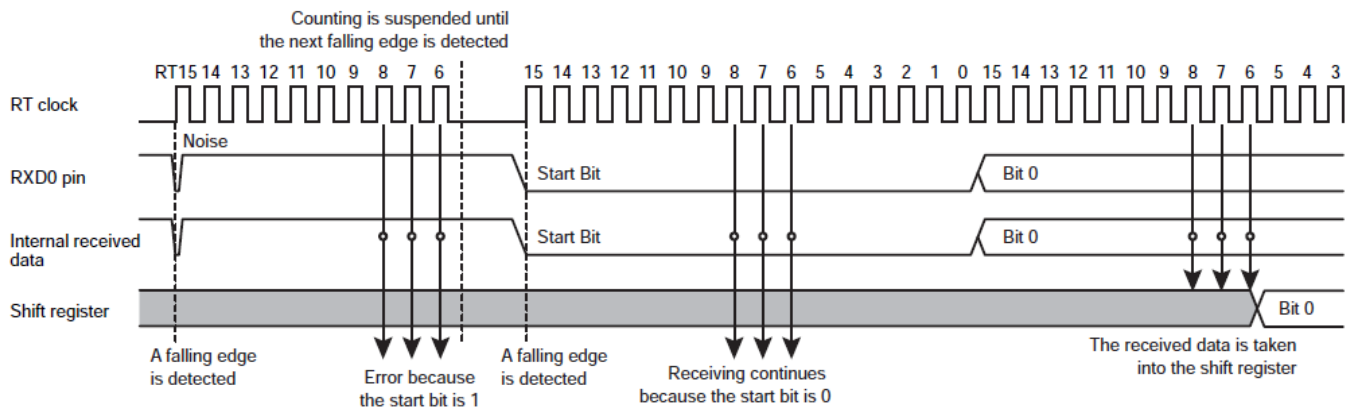 Counting is suspended until
the next falling edge is detected
RT15 14 13 12 11 10 9 8 7 6 15 14 13 12 11 10 9 8 7 6 5 4 3 2 1 0 15 14 13 12 11 10 9 8 7 6 5 4 3
RT clock
Noise
RXD0 pin
Start Bit
Bit 0
Internal received
data
Start Bit
Bit 0
Shift register
Bit 0
A falling edge
is detected
Error because
the start bit is 1
A falling edge
is detected
Receiving continues
because the start bit is 0
The received data is taken
into the shift register